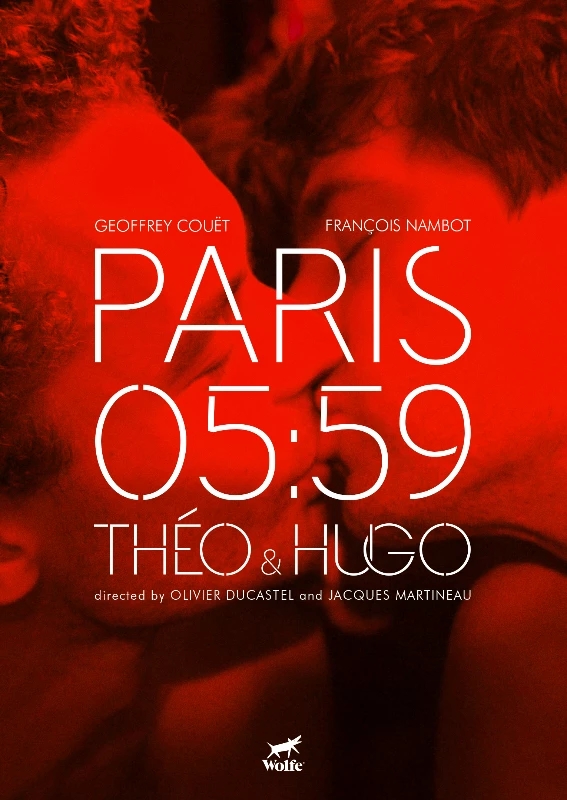 GEOFFREY COUËT FRANÇOIS NAMBOT
PARIS
05:59
THÉO & HUGO
directed by OLIVIER DUCASTEL and JACQUES MARTINEAU
Wolfe